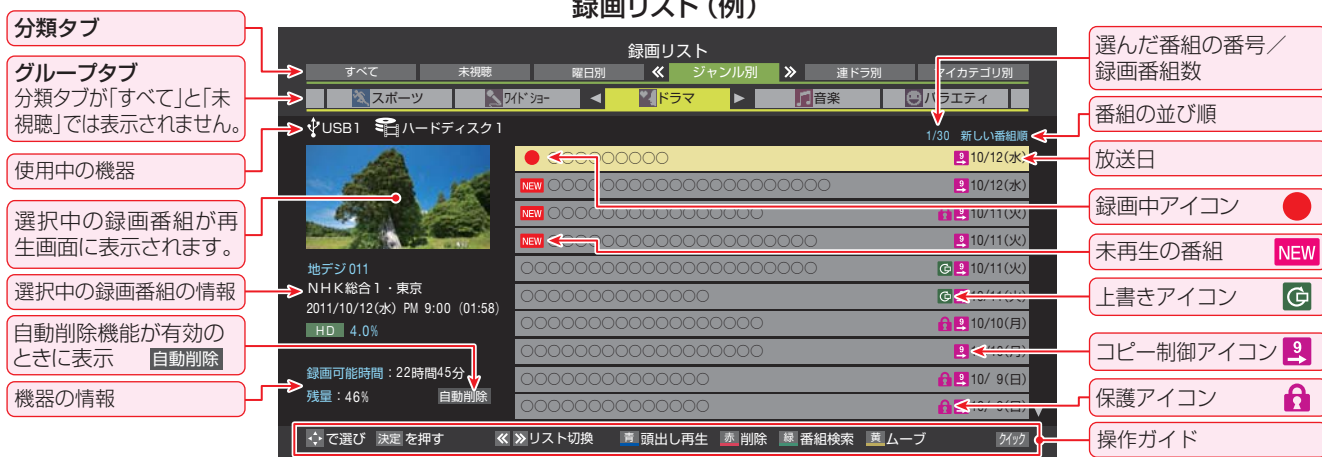 録画リスト（例）
分類タブ
グループタブ
分類タブが「すべて」と「未
視聴」では表示されません。
使用中の機器
選択中の録画番組が再
生画面に表示されます。
選択中の録画番組の情報
自動削除機能が有効の
ときに表示 自動削除
機器の情報
録画リスト
すべて 未視聴 曜日別 ≪ ジャンル別 ≫ 連ドラ別 マイカテゴリ別
スポーツ ワイドショー ◀ ドラマ ▶ 音楽 バラエティ
USB1 ハードディスク1
1/30 新しい番組順
地デジ 011
NHK総合1・東京
2011/10/12(水) PM 9:00 (01:58)
HD 4.0%
録画可能時間：22時間45分
残量：46% 自動削除
○○○○○○○○○ 9 10/12(水)
NEW ○○○○○○○○○○○○○○○○○○○○○ 9 10/12(水)
NEW ○○○○○○○○○○○○○○○○ 9 10/11(火)
NEW ○○○○○○○○○○○○○○○○○○○○ 9 10/11(火)
○○○○○○○○○○○○○○○○○○○○○○ G 9 10/11(火)
○○○○○○○○○○○○○○ G
○○○○○○○○○○○○○○○○○○ 9 10/10(月)
○○○○○○○○○○○○○○○○○○ 9
○○○○○○○○○○○○○○ 9 10/ 9(日)
○○○○○○○○○○○○○○
で選び 決定 を押す ≪ ≫ リスト切換 青 頭出し再生 赤 削除 緑 番組検索 黄 ムーブ クイック
選んだ番組の番号／
録画番組数
番組の並び順
放送日
録画中アイコン
未再生の番組 NEW
上書きアイコン G
コピー制御アイコン 9
保護アイコン
操作ガイド